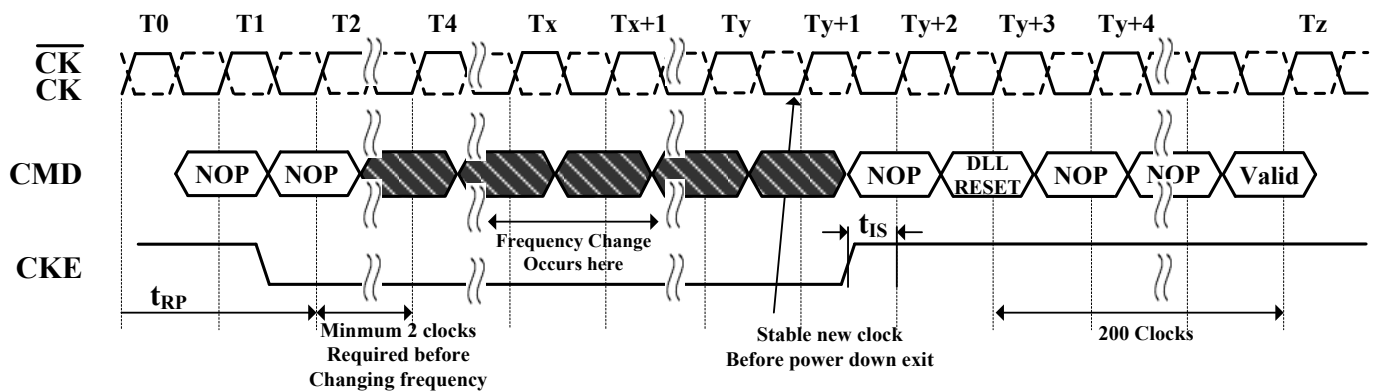 T0 T1 T2 T4 Tx Tx+1 Ty Ty+1 Ty+2 Ty+3 Ty+4 Tz
CK
CK
CMD NOP NOP NOP DLL RESET NOP NOP Valid
Frequency Change
Occurs here
tIS
CKE
tRP
Minimum 2 clocks
Required before
Changing frequency
Stable new clock
Before power down exit
200 Clocks